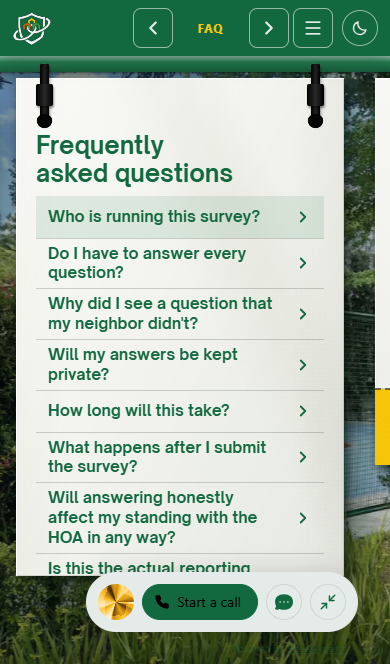 FAQ
Frequently
asked questions
Who is running this survey?
Do I have to answer every
question?
Why did I see a question that
my neighbor didn't?
Will my answers be kept
private?
How long will this take?
What happens after I submit
the survey?
Will answering honestly
affect my standing with the
HOA in any way?
Is this the actual reporting
Start a call